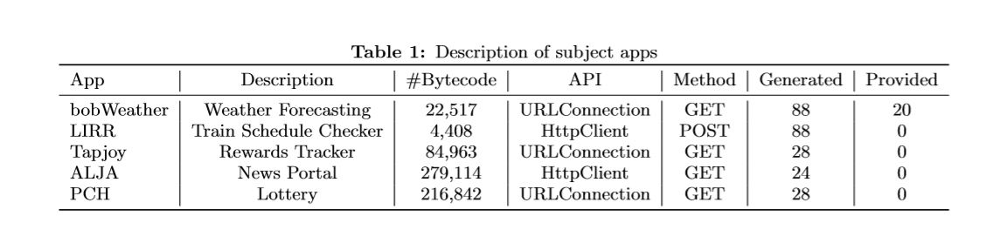 Table 1: Description of subject apps
App Description #Bytecode API Method Generated Provided
bobWeather Weather Forecasting 22,517 URLConnection GET 88 20
LIRR Train Schedule Checker 4,408 HttpClient POST 88 0
Tapjoy Rewards Tracker 84,963 URLConnection GET 28 0
ALJA News Portal 279,114 HttpClient GET 24 0
PCH Lottery 216,842 URLConnection GET 28 0